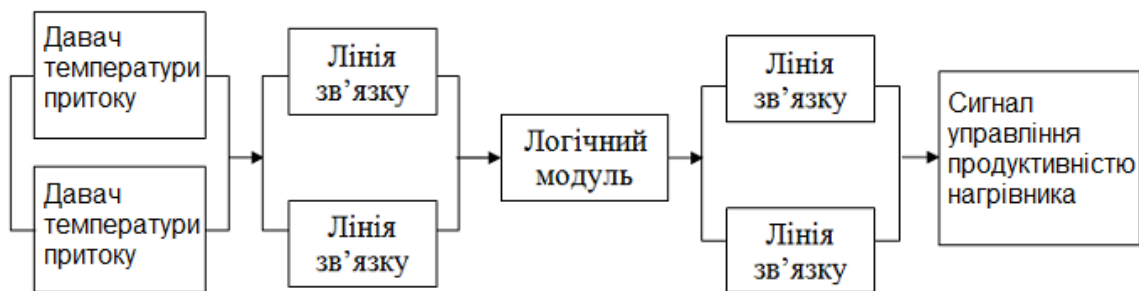 Давач
температури
притоку
Давач
температури
притоку
Лінія
зв’язку
Лінія
зв’язку
Логічний
модуль
Лінія
зв’язку
Лінія
зв’язку
Сигнал
управління
продуктивністю
нагрівника